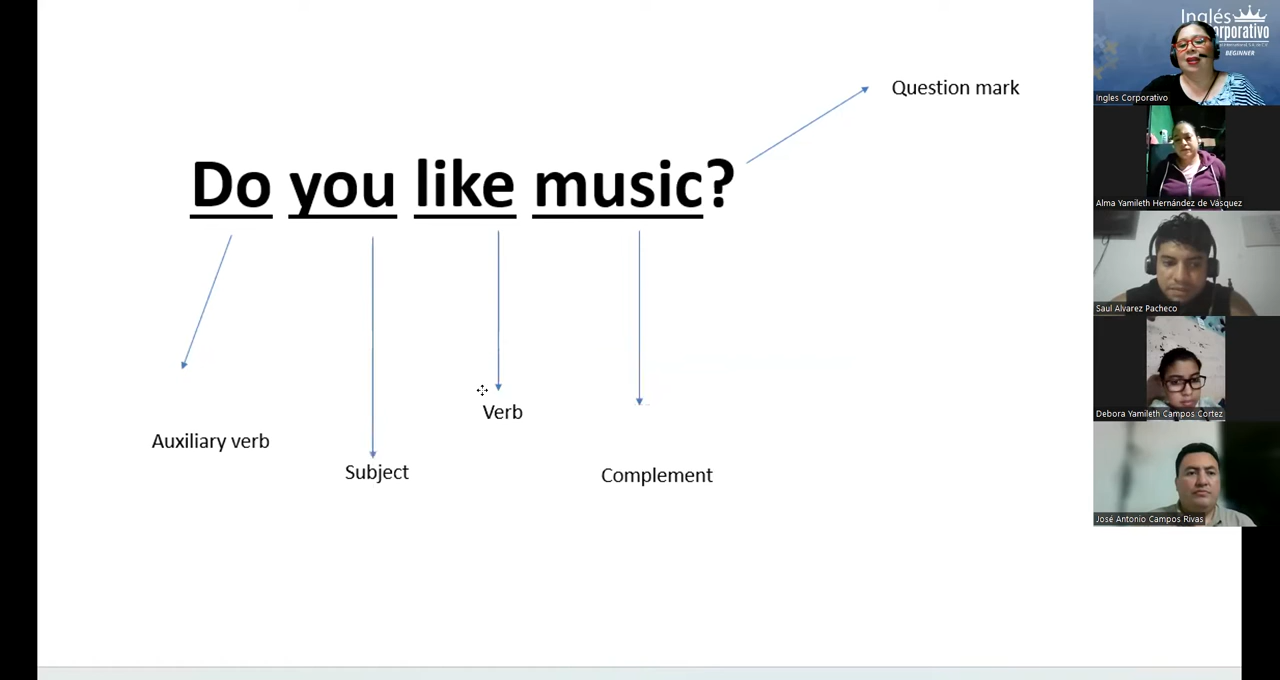 Question mark
Do you like music?
Verb
Auxiliary verb
Subject
Complement
Inglés
Corporativo
BEGINNER
Ingles Corporativo
Alma Yamileth Hernández de Vásquez
Saul Alvarez Pacheco
Debora Yamileth Campos Cortez
José Antonio Campos Rivas